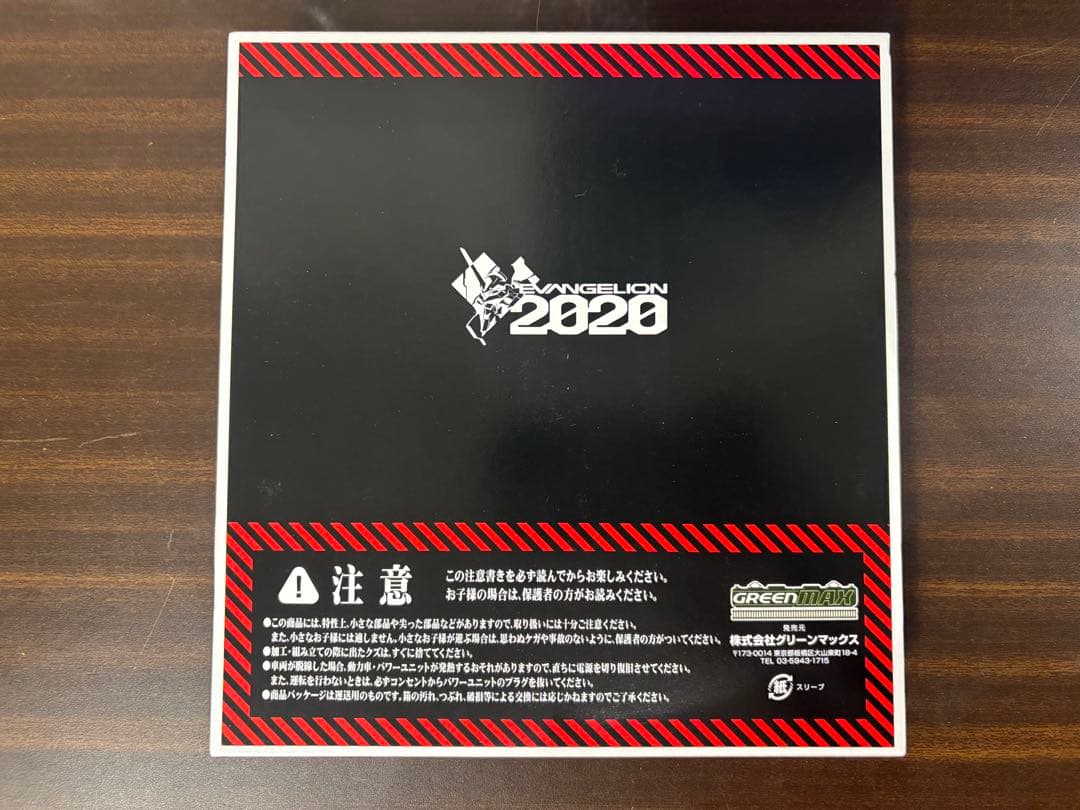 EVANGELION
2020
注意
この注意書きを必ず読んでからお楽しみください。
お子様の場合は、保護者の方がお読みください。
●この商品には、特性上、小さな部品や尖った部品などがありますので、取り扱いには十分ご注意ください。
また、小さなお子様には適しません。小さなお子様が遊ぶ場合は、思わぬケガや事故のないように、保護者の方がついてください。
●加工・組み立ての際に出たクズは、すぐに捨ててください。
●車両が脱線した場合、動力車・パワーユニットが発熱するおそれがありますので、直ちに電源を切り復旧させてください。
また、運転を行わないときは、必ずコンセントからパワーユニットのプラグを抜いてください。
●商品パッケージは運送用のものです。箱の汚れ、つぶれ、破損等による交換には応じかねますのでご了承ください。
GREENMAX
発売元
株式会社グリーンマックス
〒173-0014 東京都板橋区大山東町18-4
TEL 03-5943-1715
紙 スリーブ